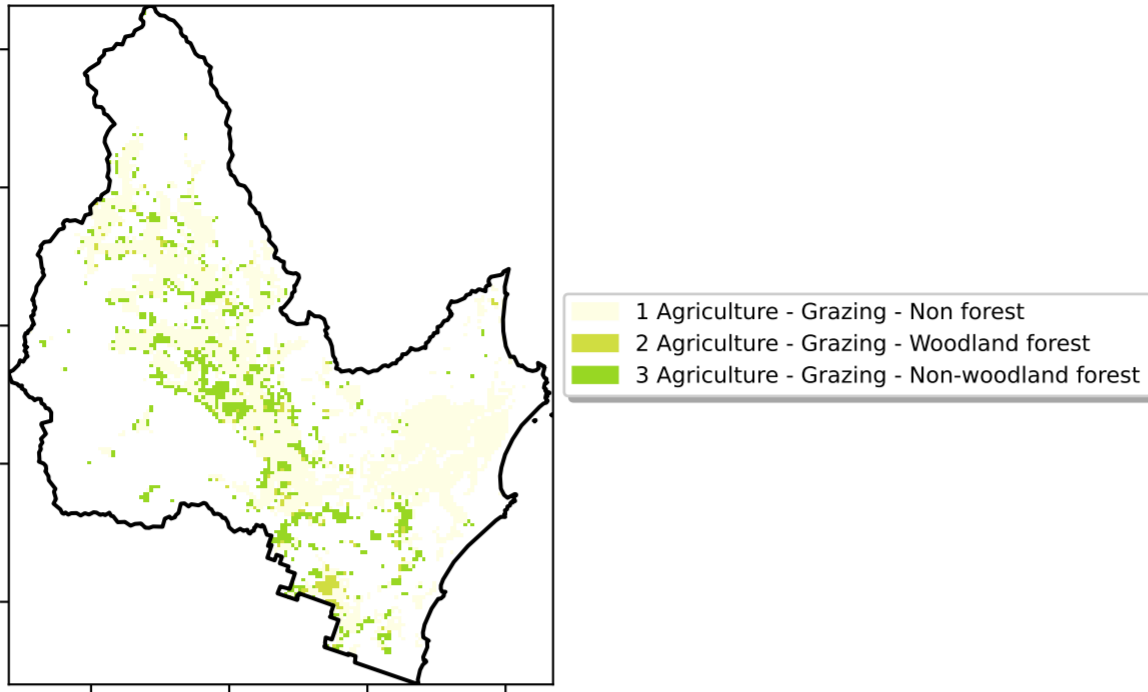 1 Agriculture - Grazing - Non forest
2 Agriculture - Grazing - Woodland forest
3 Agriculture - Grazing - Non-woodland forest